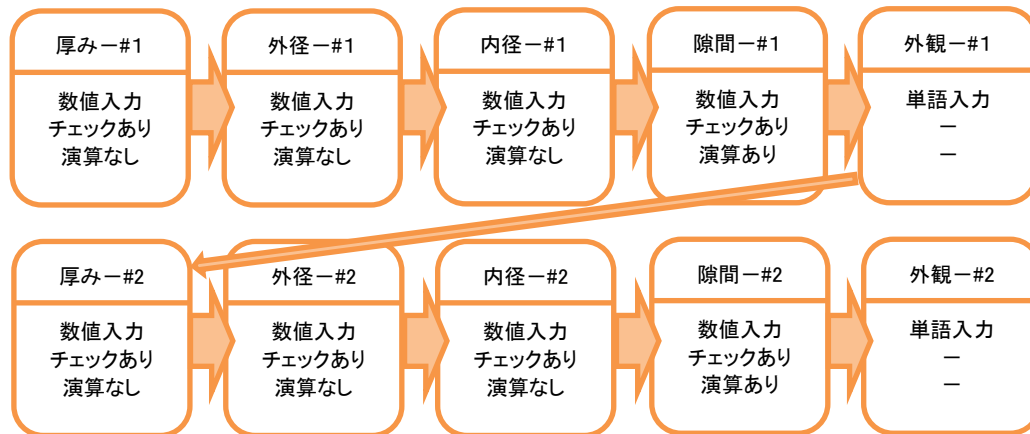 厚みー#1
数値入力
チェックあり
演算なし
外径ー#1
数値入力
チェックあり
演算なし
内径ー#1
数値入力
チェックあり
演算なし
隙間ー#1
数値入力
チェックあり
演算あり
外観ー#1
単語入力
ー
ー
厚みー#2
数値入力
チェックあり
演算なし
外径ー#2
数値入力
チェックあり
演算なし
内径ー#2
数値入力
チェックあり
演算なし
隙間ー#2
数値入力
チェックあり
演算あり
外観ー#2
単語入力
ー
ー